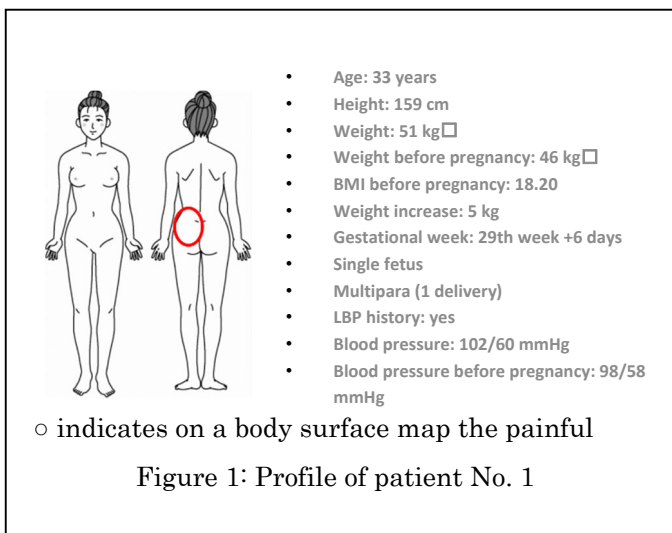 • Age: 33 years
• Height: 159 cm
• Weight: 51 kg□
• Weight before pregnancy: 46 kg□
• BMI before pregnancy: 18.20
• Weight increase: 5 kg
• Gestational week: 29th week +6 days
• Single fetus
• Multipara (1 delivery)
• LBP history: yes
• Blood pressure: 102/60 mmHg
• Blood pressure before pregnancy: 98/58
mmHg
○ indicates on a body surface map the painful
Figure 1: Profile of patient No. 1